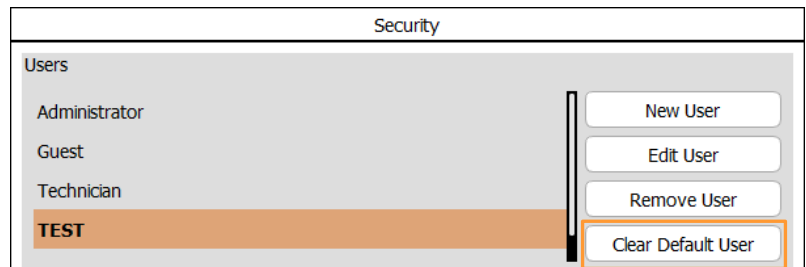 Security
Users
Administrator
New User
Guest
Edit User
Technician
Remove User
TEST
Clear Default User